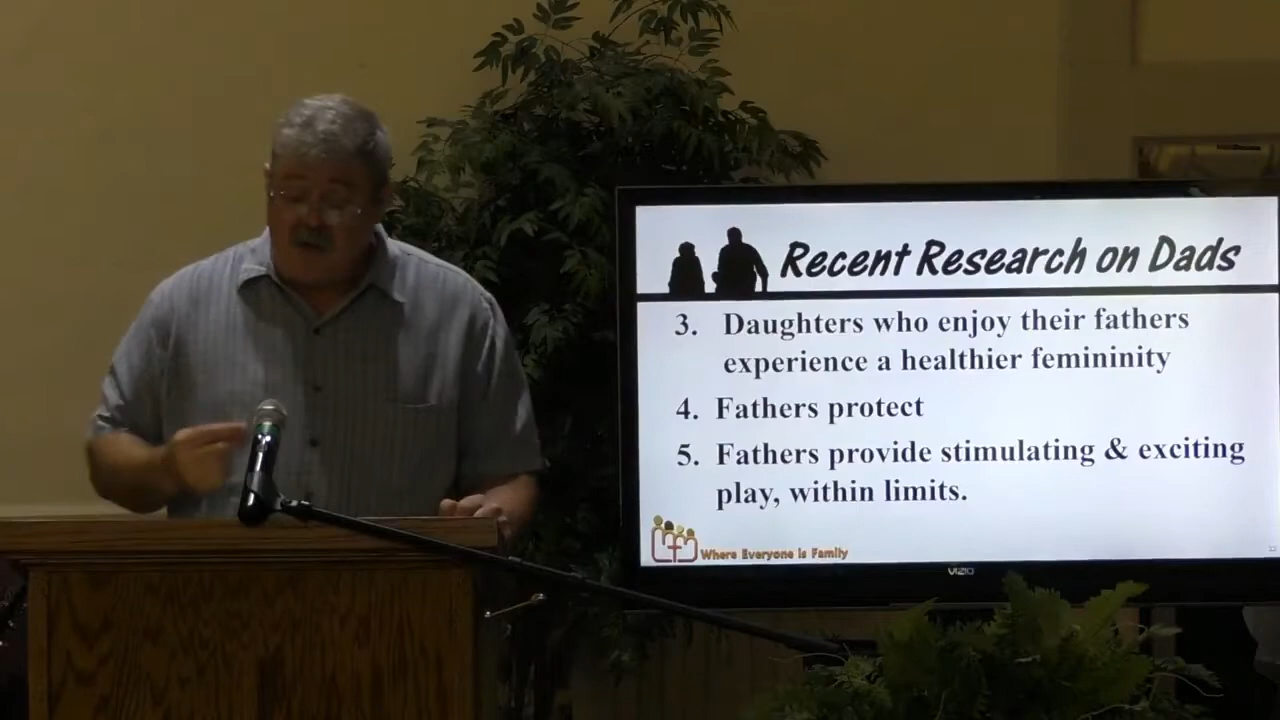 Recent Research on Dads
3. Daughters who enjoy their fathers
experience a healthier femininity
4. Fathers protect
5. Fathers provide stimulating & exciting
play, within limits.
Where Everyone is Family
VIZIO